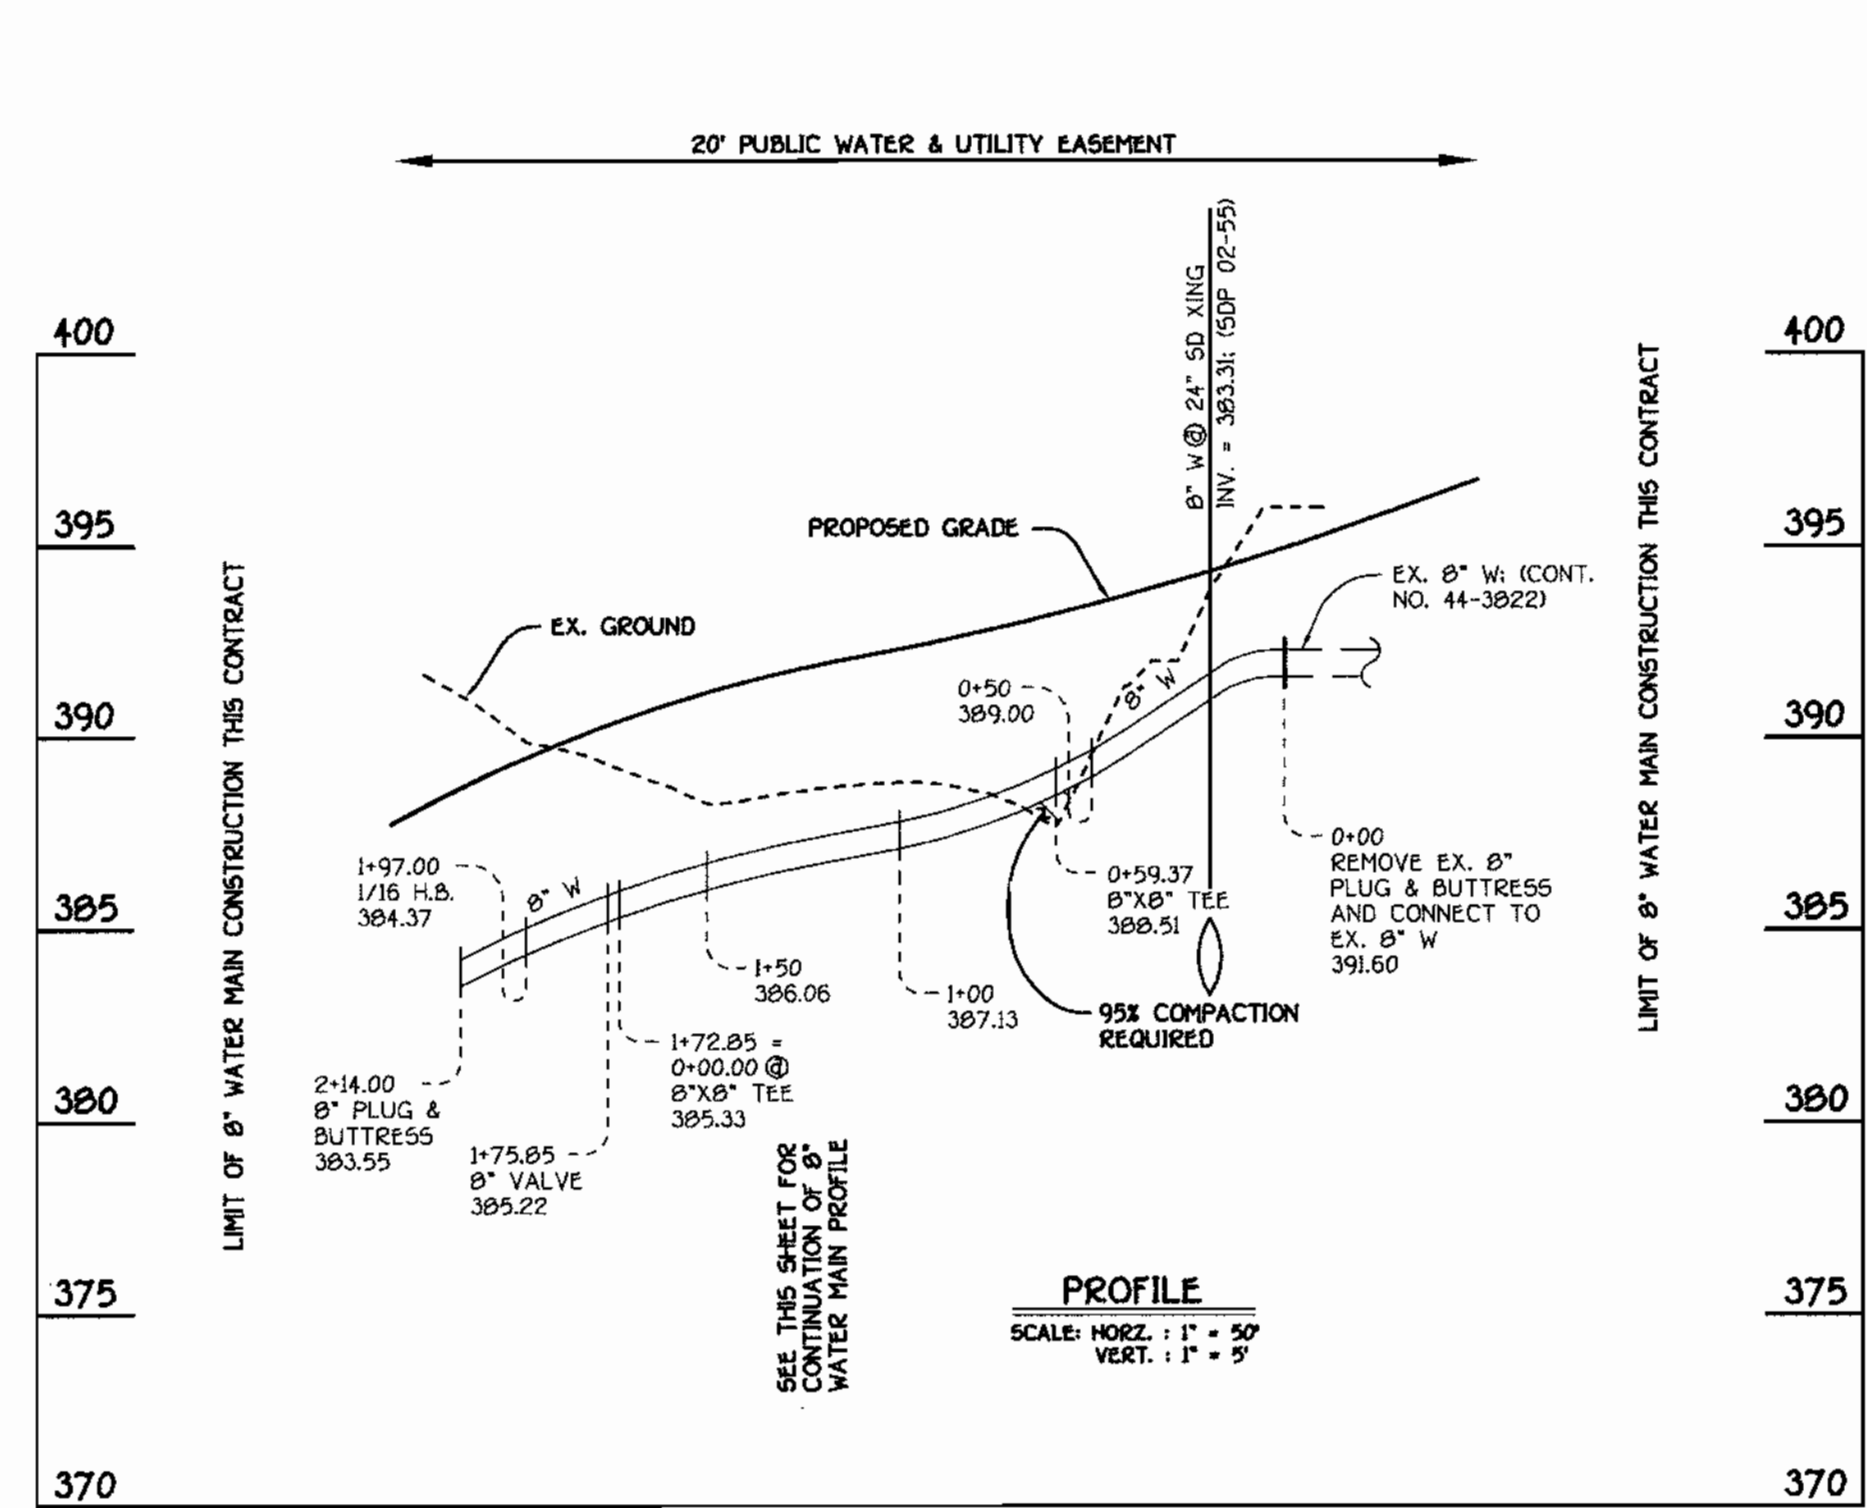 20' PUBLIC WATER & UTILITY EASEMENT
8" W @ 24" SD XING
INV. = 383.31; (SDP 02-55)
400
400
LIMIT OF 8" WATER MAIN CONSTRUCTION THIS CONTRACT
LIMIT OF 8" WATER MAIN CONSTRUCTION THIS CONTRACT
395
395
PROPOSED GRADE
EX. GROUND
EX. 8" W; (CONT.
NO. 44-3822)
390
390
0+50
389.00
8" W
0+00
REMOVE EX. 8"
PLUG & BUTTRESS
AND CONNECT TO
EX. 8" W
391.60
1+97.00
1/16 H.B.
384.37
8" W
0+59.37
8"X8" TEE
388.51
385
385
1+50
386.06
1+00
387.13
95% COMPACTION
REQUIRED
1+72.85 =
0+00.00 @
8"X8" TEE
385.33
2+14.00
8" PLUG &
BUTTRESS
383.55
380
380
1+75.85
8" VALVE
385.22
SEE THIS SHEET FOR
CONTINUATION OF 8"
WATER MAIN PROFILE
375
375
PROFILE
SCALE: HORZ. : 1" = 50'
VERT. : 1" = 5'
370
370